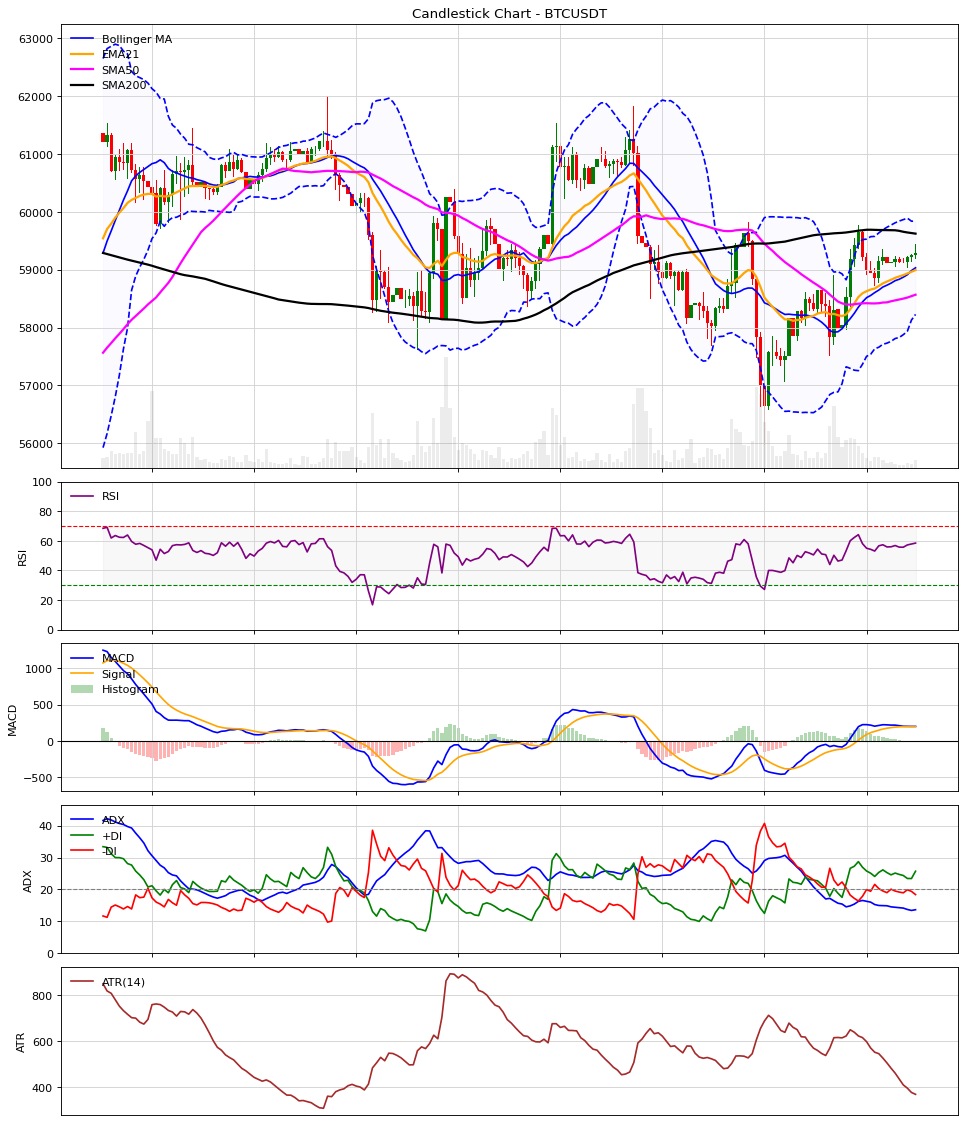 Candlestick Chart - BTCUSDT
Bollinger MA
EMA21
SMA50
SMA200
63000
62000
61000
60000
59000
58000
57000
56000
RSI
RSI
100
80
60
40
20
0
MACD
Signal
Histogram
MACD
1000
500
0
−500
ADX
+DI
-DI
ADX
40
30
20
10
0
ATR(14)
ATR
800
600
400